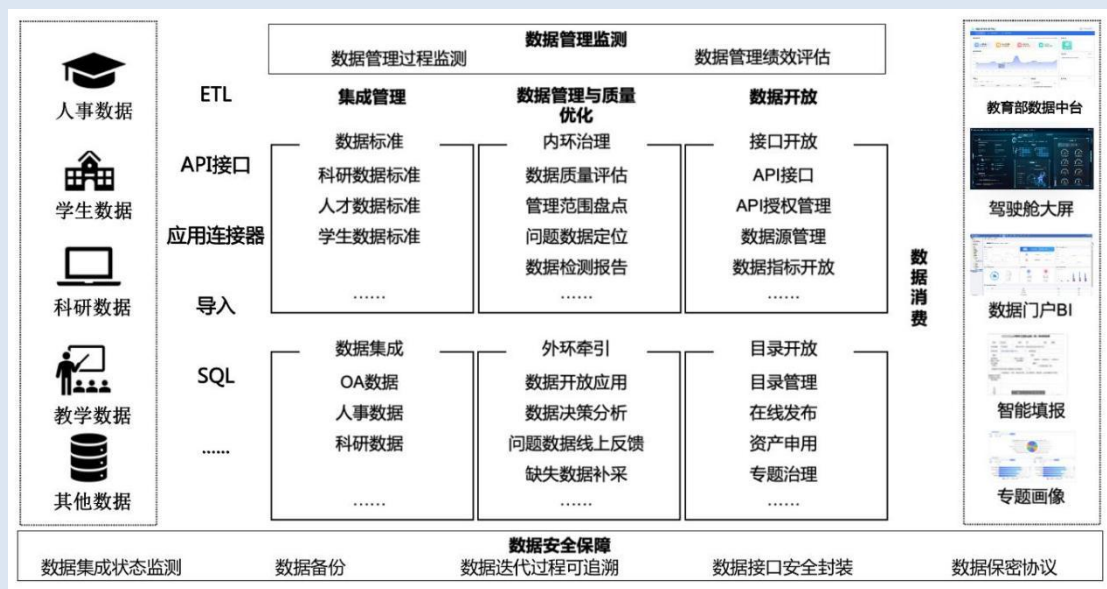 人事数据
学生数据
科研数据
教学数据
其他数据
ETL
API接口
应用连接器
导入
SQL
......
数据管理监测
数据管理过程监测
数据管理绩效评估
集成管理
数据标准
科研数据标准
人才数据标准
学生数据标准
......
数据集成
OA数据
人事数据
科研数据
......
数据管理与质量
优化
内环治理
数据质量评估
管理范围盘点
问题数据定位
数据检测报告
......
外环牵引
数据开放应用
数据决策分析
问题数据线上反馈
缺失数据补采
......
数据开放
接口开放
API接口
API授权管理
数据源管理
数据指标开放
......
目录开放
目录管理
在线发布
资产申用
专题治理
......
数据消费
教育部数据中台
驾驶舱大屏
数据门户BI
智能填报
专题画像
数据安全保障
数据集成状态监测
数据备份
数据迭代过程可追溯
数据接口安全封装
数据保密协议